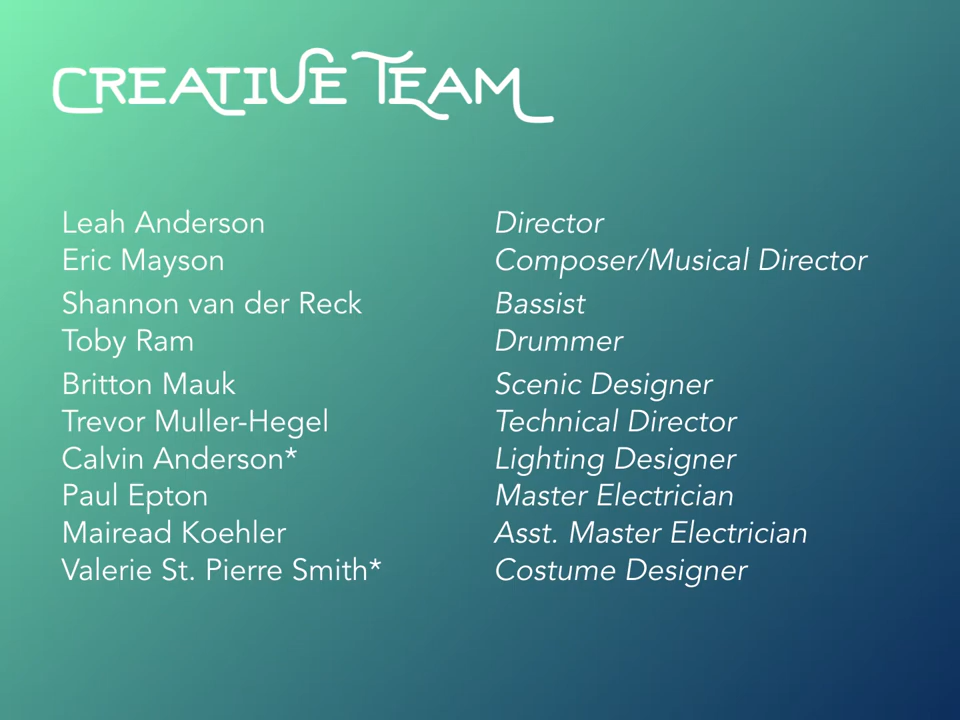 CREATIVE TEAM
Leah Anderson Director
Eric Mayson Composer/Musical Director
Shannon van der Reck Bassist
Toby Ram Drummer
Britton Mauk Scenic Designer
Trevor Muller-Hegel Technical Director
Calvin Anderson* Lighting Designer
Paul Epton Master Electrician
Mairead Koehler Asst. Master Electrician
Valerie St. Pierre Smith* Costume Designer